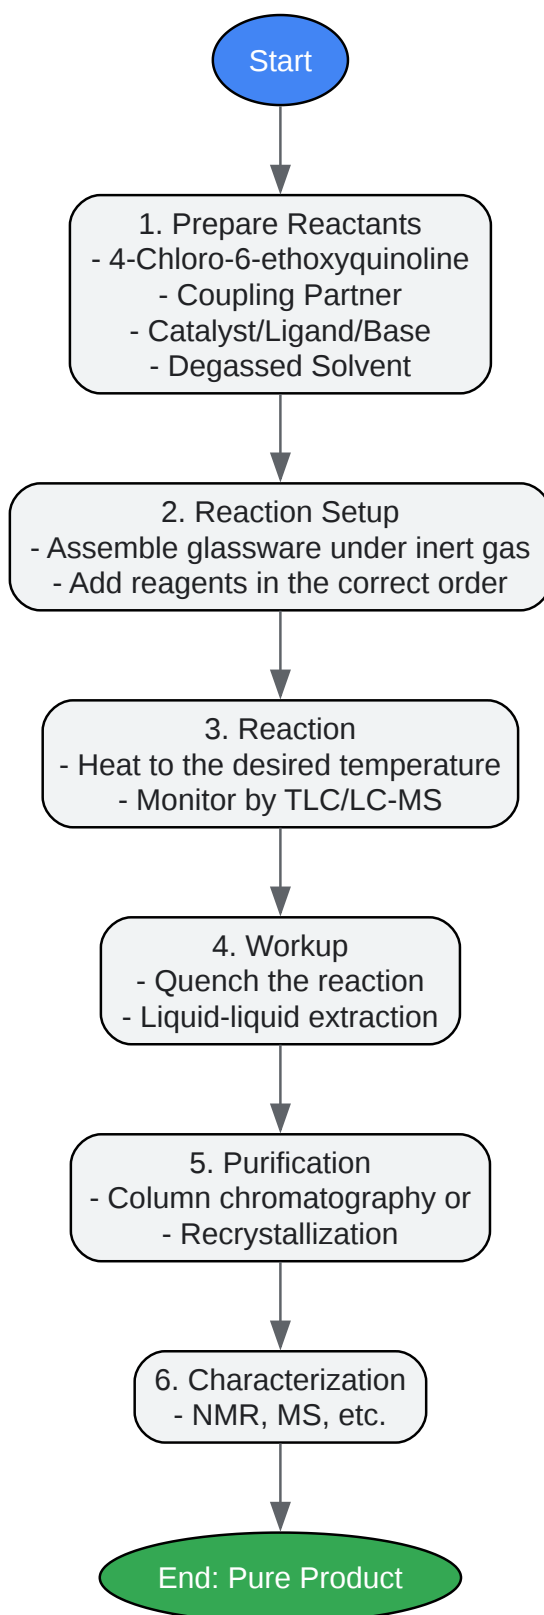 Start
1. Prepare Reactants
- 4-Chloro-6-ethoxyquinoline
- Coupling Partner
- Catalyst/Ligand/Base
- Degassed Solvent
2. Reaction Setup
- Assemble glassware under inert gas
- Add reagents in the correct order
3. Reaction
- Heat to the desired temperature
- Monitor by TLC/LC-MS
4. Workup
- Quench the reaction
- Liquid-liquid extraction
5. Purification
- Column chromatography or
- Recrystallization
6. Characterization
- NMR, MS, etc.
End: Pure Product